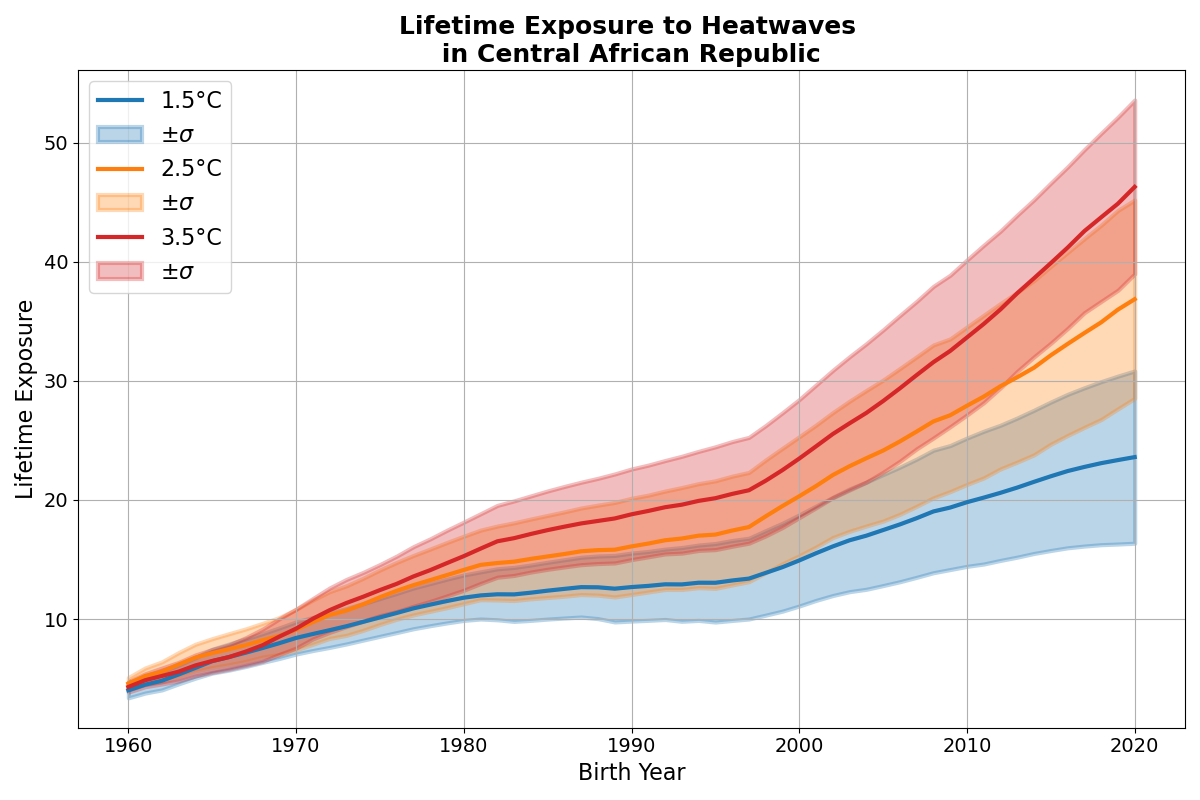 Lifetime Exposure to Heatwaves
in Central African Republic
1.5°C
±σ
2.5°C
±σ
3.5°C
±σ
Lifetime Exposure
50
40
30
20
10
1960 1970 1980 1990 2000 2010 2020
Birth Year